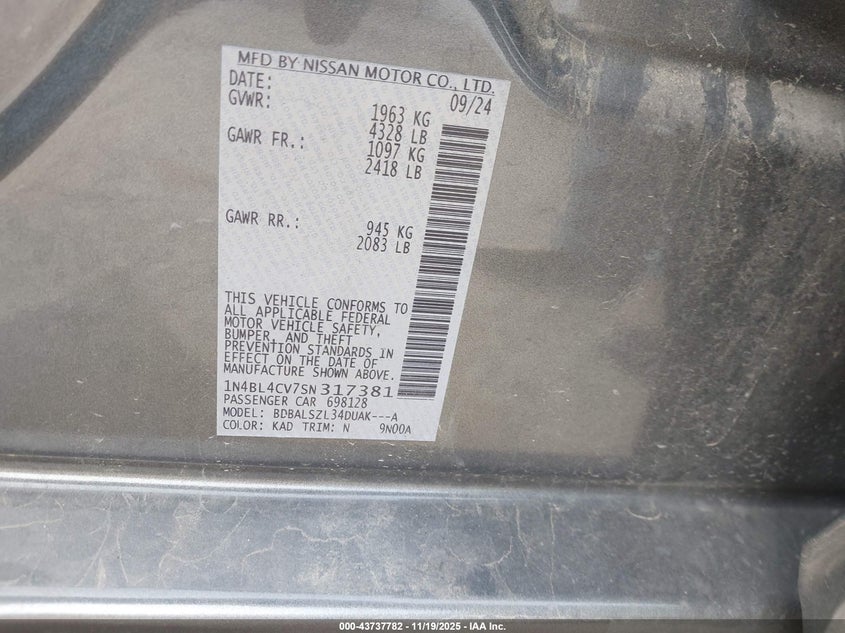 MFD BY NISSAN MOTOR CO., LTD.
DATE: 09/24
GVWR: 1963 KG
4328 LB
GAWR FR.: 1097 KG
2418 LB
GAWR RR.: 945 KG
2083 LB
THIS VEHICLE CONFORMS TO
ALL APPLICABLE FEDERAL
MOTOR VEHICLE SAFETY,
BUMPER, AND THEFT
PREVENTION STANDARDS IN
EFFECT ON THE DATE OF
MANUFACTURE SHOWN ABOVE.
1N4BL4CV7SN317381
PASSENGER CAR 698128
MODEL: BDBALSZL34DUAK---A
COLOR: KAD TRIM: N 9N00A
000-43737782 - 11/19/2025 - IAA Inc.